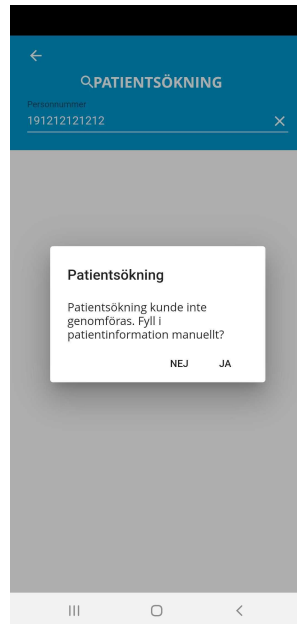 PATIENTSÖKNING
Personnummer
191212121212
Patientsökning
Patientsökning kunde inte
genomföras. Fyll i
patientinformation manuellt?
NEJ JA